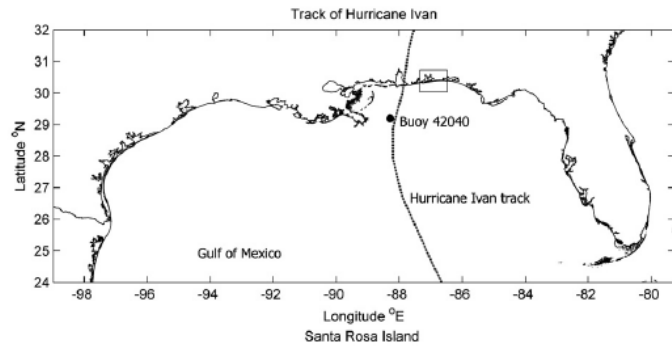 Track of Hurricane Ivan
32
31
30
29
28
27
26
25
24
Latitude °N
Buoy 42040
Hurricane Ivan track
Gulf of Mexico
-98 -96 -94 -92 -90 -88 -86 -84 -82 -80
Longitude °E
Santa Rosa Island